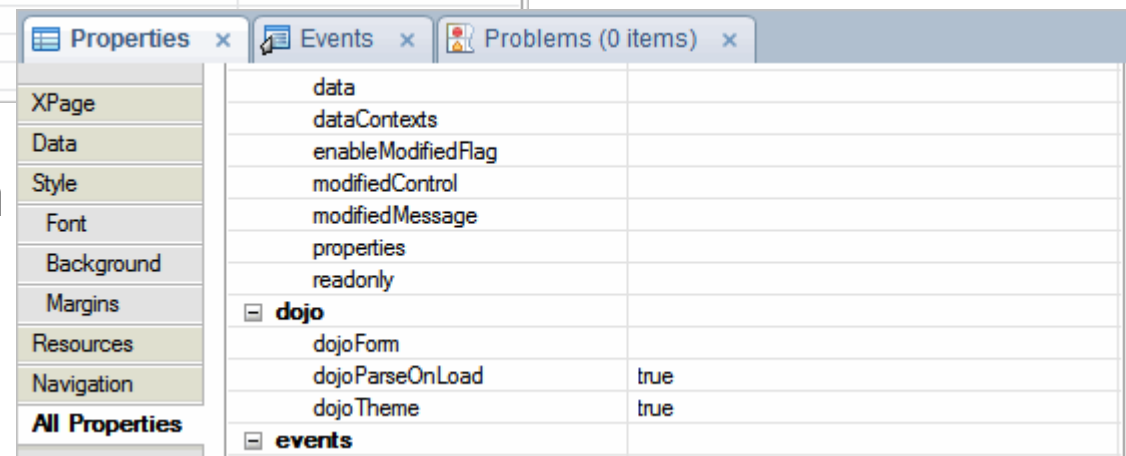 Properties Events Problems (0 items)
XPage
Data
Style
Font
Background
Margins
Resources
Navigation
All Properties
data
dataContexts
enableModifiedFlag
modifiedControl
modifiedMessage
properties
readonly
dojo
dojoForm
dojoParseOnLoad true
dojoTheme true
events